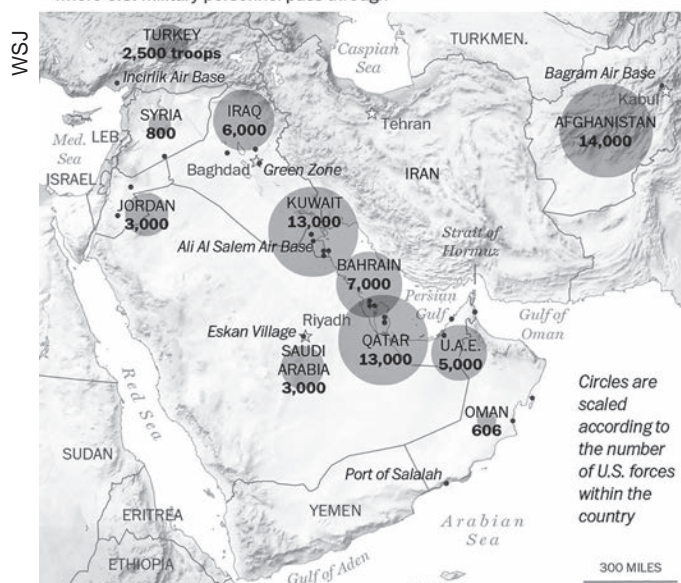 WSJ
TURKEY
2,500 troops
Incirlik Air Base
Caspian
Sea
TURKMEN.
Bagram Air Base
Kabul
AFGHANISTAN
14,000
SYRIA
800
IRAQ
6,000
Tehran
Med.
Sea
LEB
ISRAEL
Baghdad
Green Zone
IRAN
JORDAN
3,000
KUWAIT
13,000
Ali Al Salem Air Base
Strait of
Hormuz
BAHRAIN
7,000
Persian
Gulf
Gulf of
Oman
Eskan Village
Riyadh
QATAR
13,000
U.A.E.
5,000
SAUDI
ARABIA
3,000
Red Sea
OMAN
606
Circles are
scaled
according to
the number
of U.S. forces
within the
country
SUDAN
Port of Salalah
YEMEN
ERITREA
Arabian
Sea
ETHIOPIA
Gulf of Aden
300 MILES